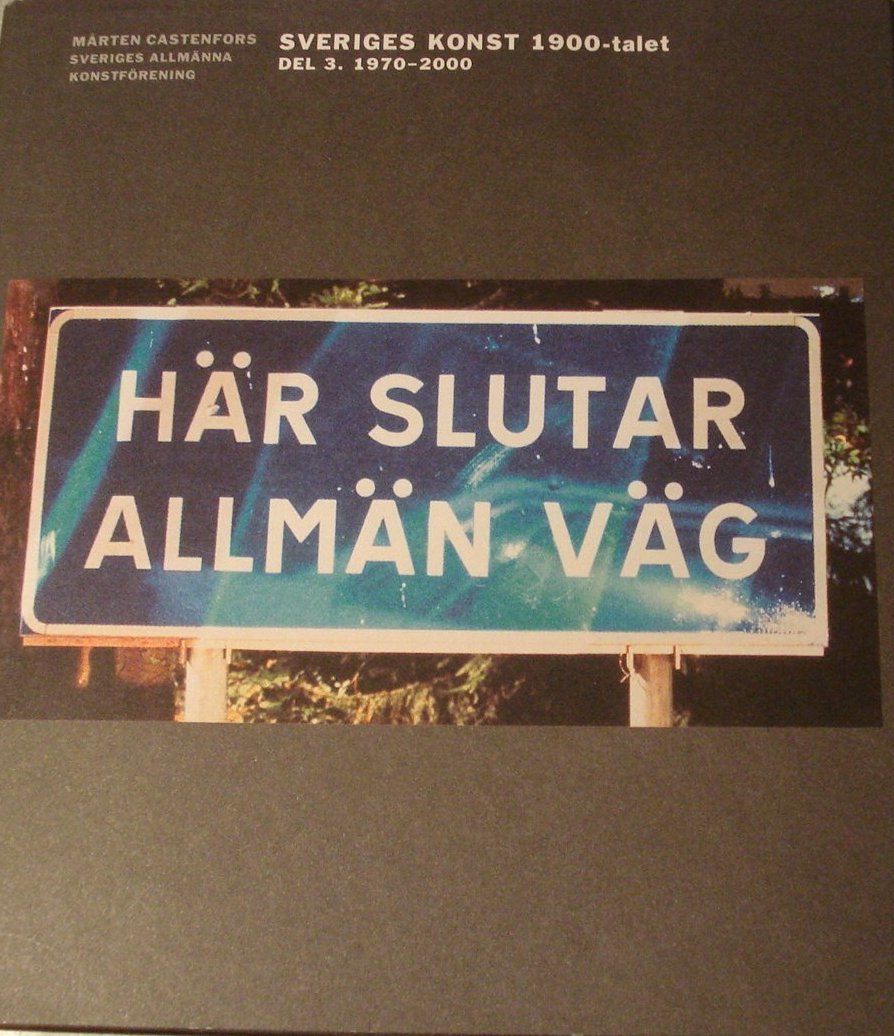 MÅRTEN CASTENFORS
SVERIGES ALLMÄNNA
KONSTFÖRENING
SVERIGES KONST 1900-talet
DEL 3. 1970–2000
HÄR SLUTAR
ALLMÄN VÄG